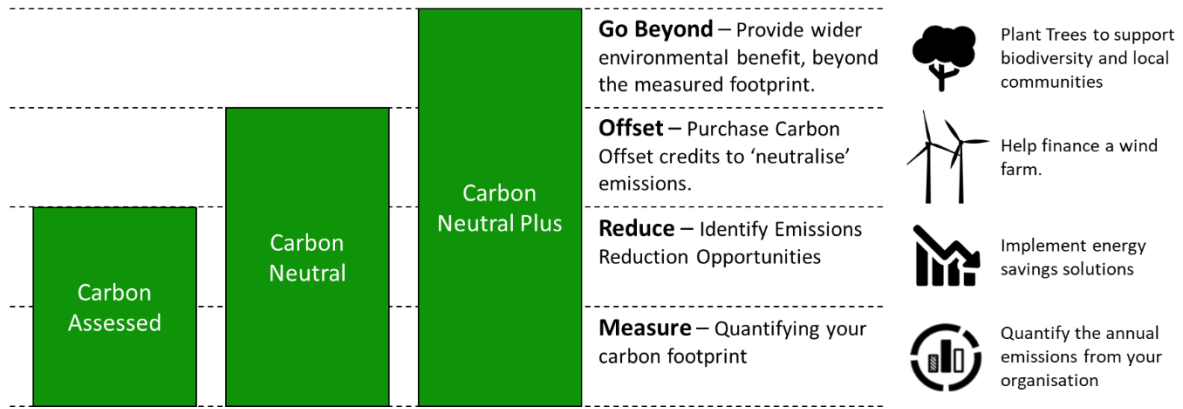 Carbon
Assessed
Carbon
Neutral
Carbon
Neutral Plus
Go Beyond – Provide wider
environmental benefit, beyond
the measured footprint.
Offset – Purchase Carbon
Offset credits to ‘neutralise’
emissions.
Reduce – Identify Emissions
Reduction Opportunities
Measure – Quantifying your
carbon footprint
Plant Trees to support
biodiversity and local
communities
Help finance a wind
farm.
Implement energy
savings solutions
Quantify the annual
emissions from your
organisation